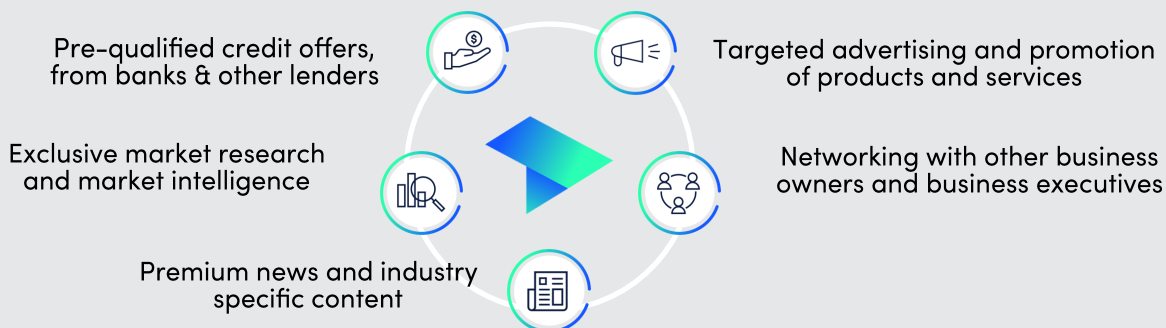 Pre-qualified credit offers,
from banks & other lenders
Targeted advertising and promotion
of products and services
Exclusive market research
and market intelligence
Networking with other business
owners and business executives
Premium news and industry
specific content